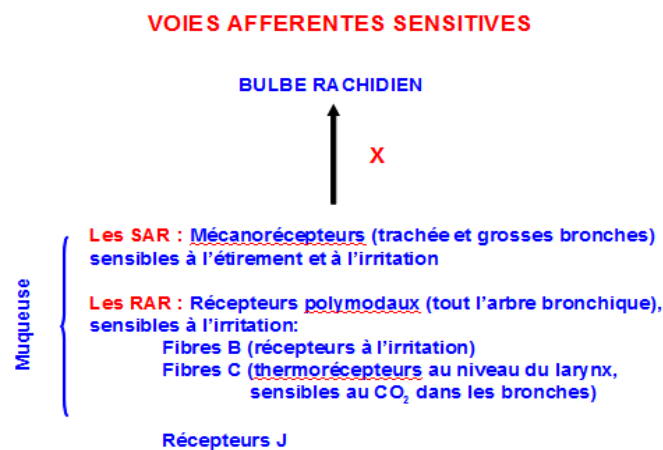 VOIES AFFERENTES SENSITIVES
BULBE RACHIDIEN
X
Muqueuse
Les SAR : Mécanorécepteurs (trachée et grosses bronches)
sensibles à l'étirement et à l'irritation
Les RAR : Récepteurs polymodaux (tout l'arbre bronchique),
sensibles à l'irritation:
Fibres B (récepteurs à l'irritation)
Fibres C (thermorécepteurs au niveau du larynx,
sensibles au CO₂ dans les bronches)
Récepteurs J